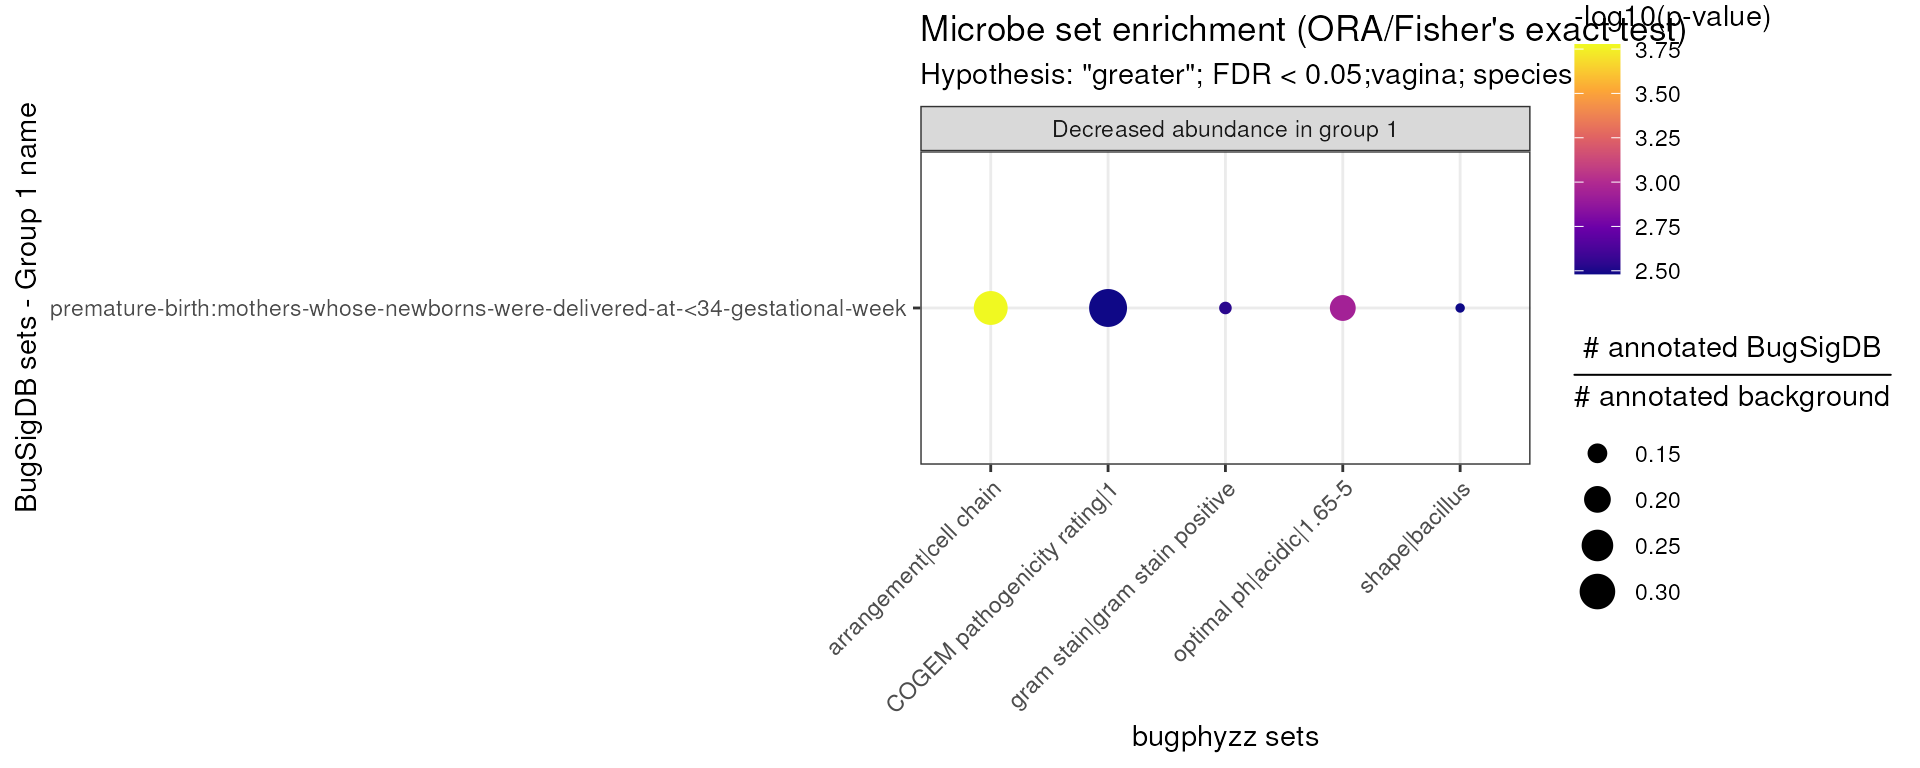 Microbe set enrichment (ORA/Fisher's exact test)
Hypothesis: "greater"; FDR < 0.05;vagina; species
Decreased abundance in group 1
BugSigDB sets - Group 1 name
premature-birth:mothers-whose-newborns-were-delivered-at-<34-gestational-week
arrangement|cell chain
COGEM pathogenicity rating|1
gram stain|gram stain positive
optimal ph|acidic|1.65-5
shape|bacillus
bugphyzz sets
-log10(p-value)
3.75
3.50
3.25
3.00
2.75
2.50
# annotated BugSigDB
# annotated background
0.15
0.20
0.25
0.30